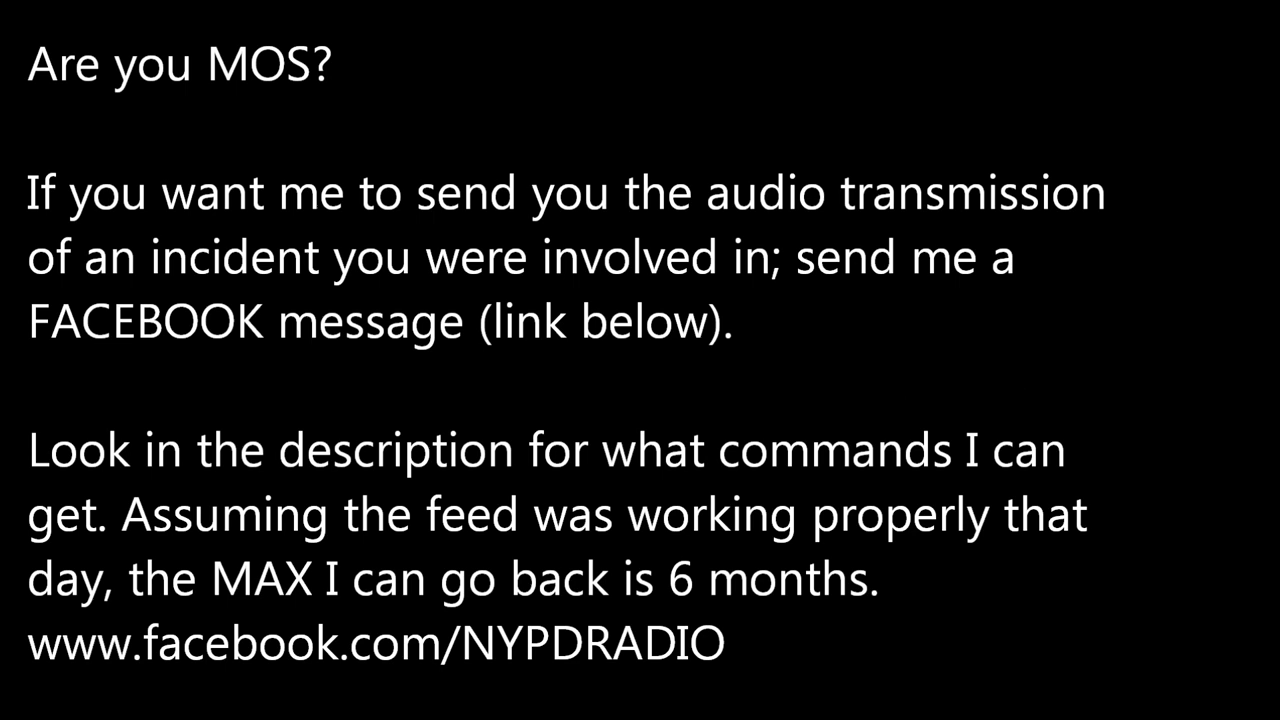 Are you MOS?
If you want me to send you the audio transmission
of an incident you were involved in; send me a
FACEBOOK message (link below).
Look in the description for what commands I can
get. Assuming the feed was working properly that
day, the MAX I can go back is 6 months.
www.facebook.com/NYPDRADIO